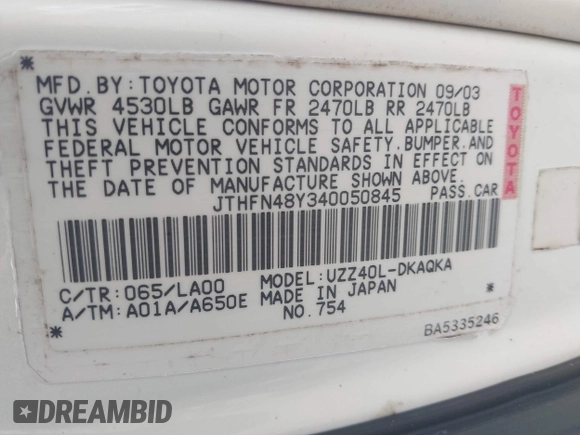 MFD.BY:TOYOTA MOTOR CORPORATION 09/03
GVWR 4530LB GAWR FR 2470LB RR 2470LB
THIS VEHICLE CONFORMS TO ALL APPLICABLE
FEDERAL MOTOR VEHICLE SAFETY,BUMPER,AND
THEFT PREVENTION STANDARDS IN EFFECT ON
THE DATE OF MANUFACTURE SHOWN ABOVE.
JTHFN48Y340050845 PASS.CAR
TOYOTA
C/TR:065/LA00 MODEL:UZZ40L-DKAQKA
A/TM:A01A/A650E MADE IN JAPAN
NO.754
BA5335246
DREAMBID